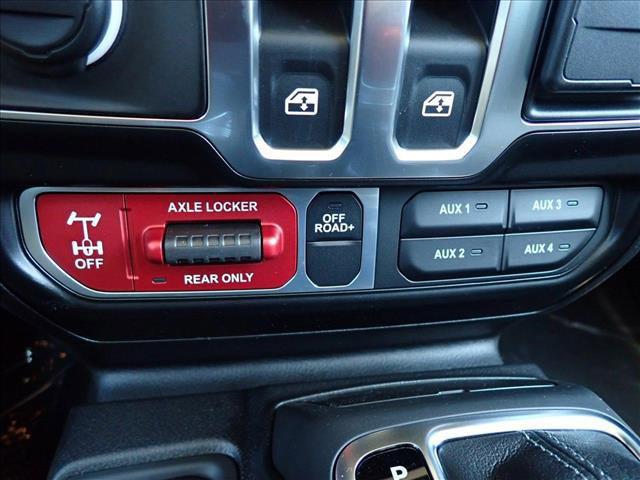 AXLE LOCKER
OFF
REAR ONLY
OFF
ROAD+
AUX 1
AUX 3
AUX 2
AUX 4
P